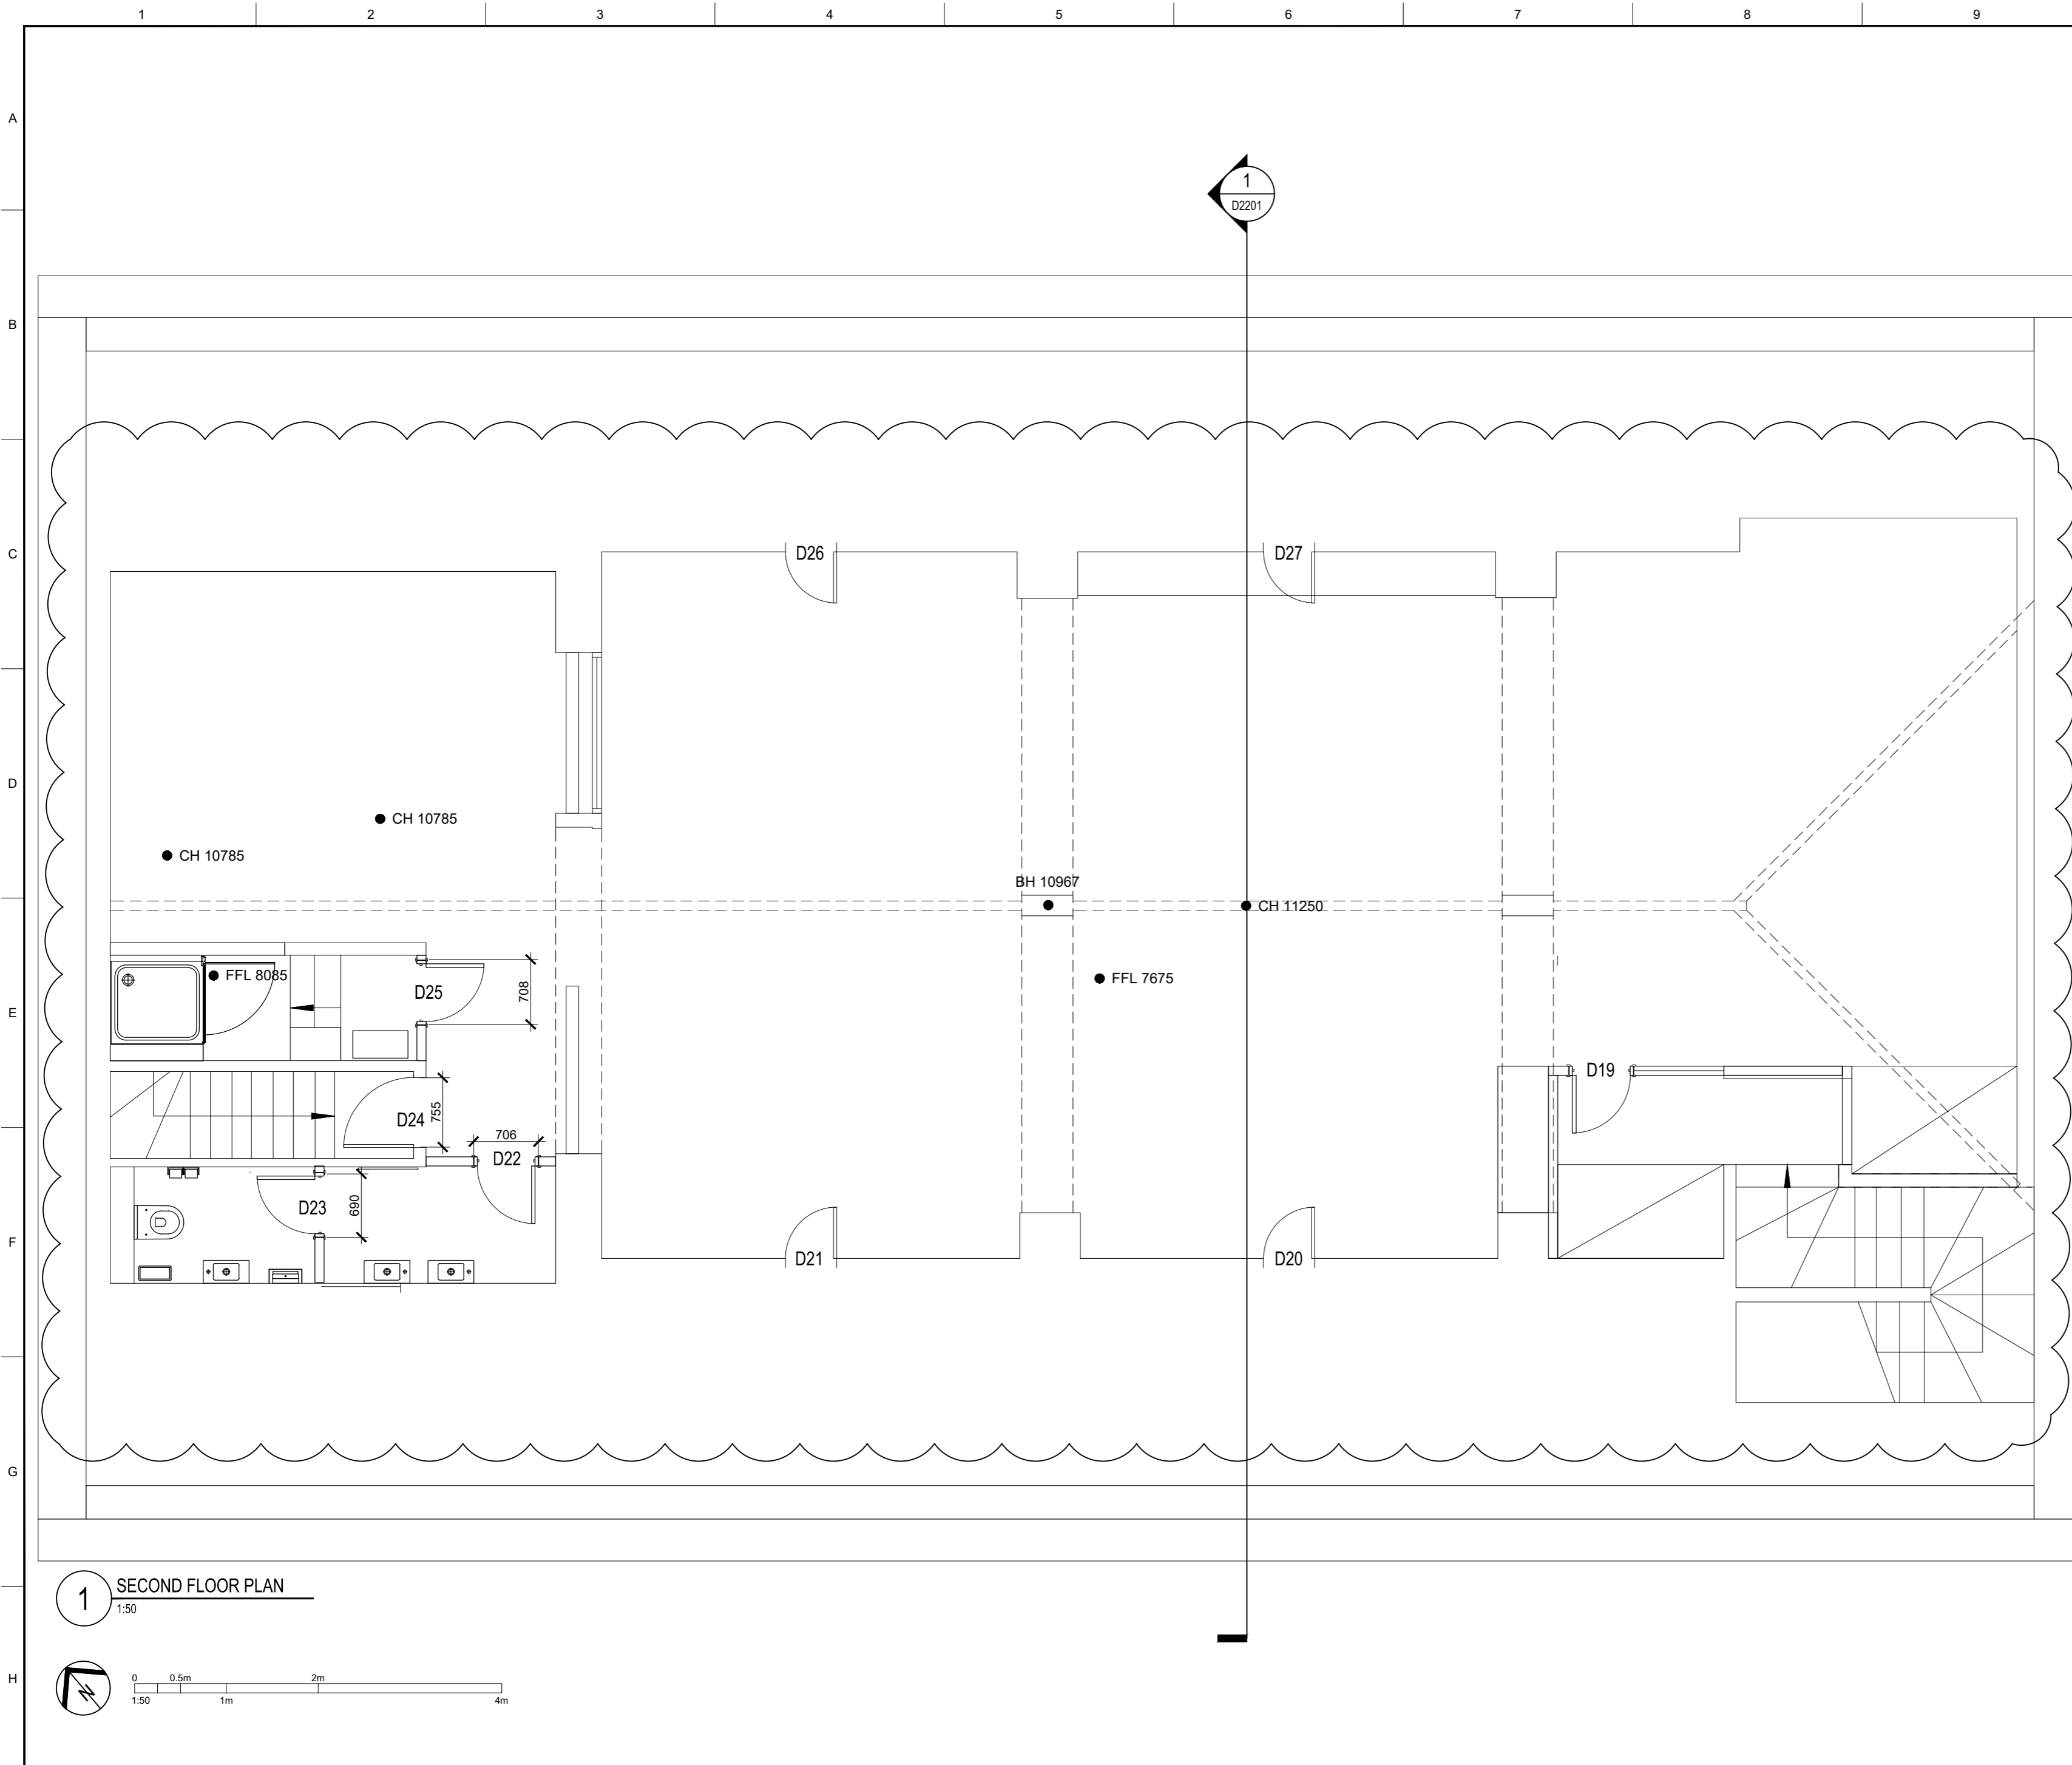 1 2 3 4 5 6 7 8 9
A
1
D2201
B
C
D26 D27
D
CH 10785
CH 10785
BH 10967
CH 11250
FFL 8085
FFL 7675
D25
708
E
D19
D24
755
706
D22
D23
690
F
D21 D20
G
1 SECOND FLOOR PLAN
1:50
H
N
0 0.5m 2m
1:50 1m 4m